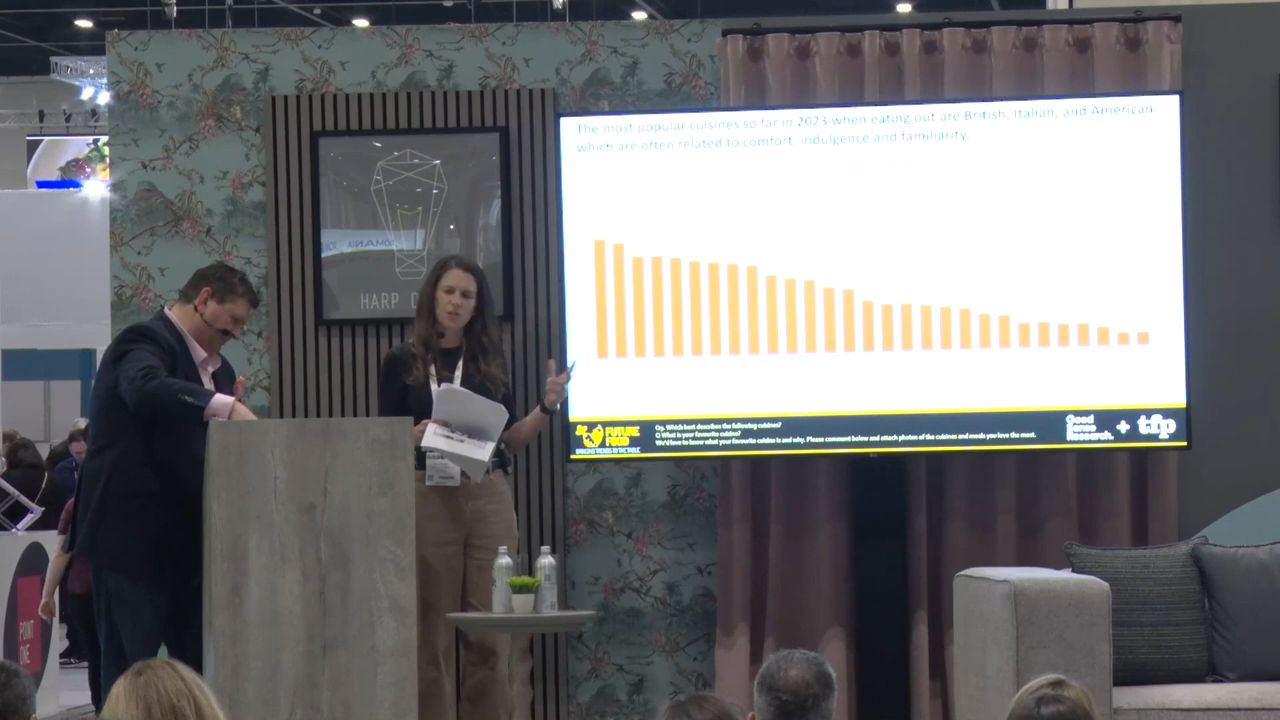 The most popular cuisines so far in 2023 when eating out are British, Italian, and American
which are often related to comfort, indulgence and familiarity.
HARP D
ROMANIA
FUTURE
FOOD
Qs. Which best describes the following cuisines?
Q What is your favourite cuisine?
We'd love to know what your favourite cuisine is and why. Please comment below and attach photos of the cuisines and meals you love the most.
Good
Sense
Research.
+ tfp
POINT
ONE